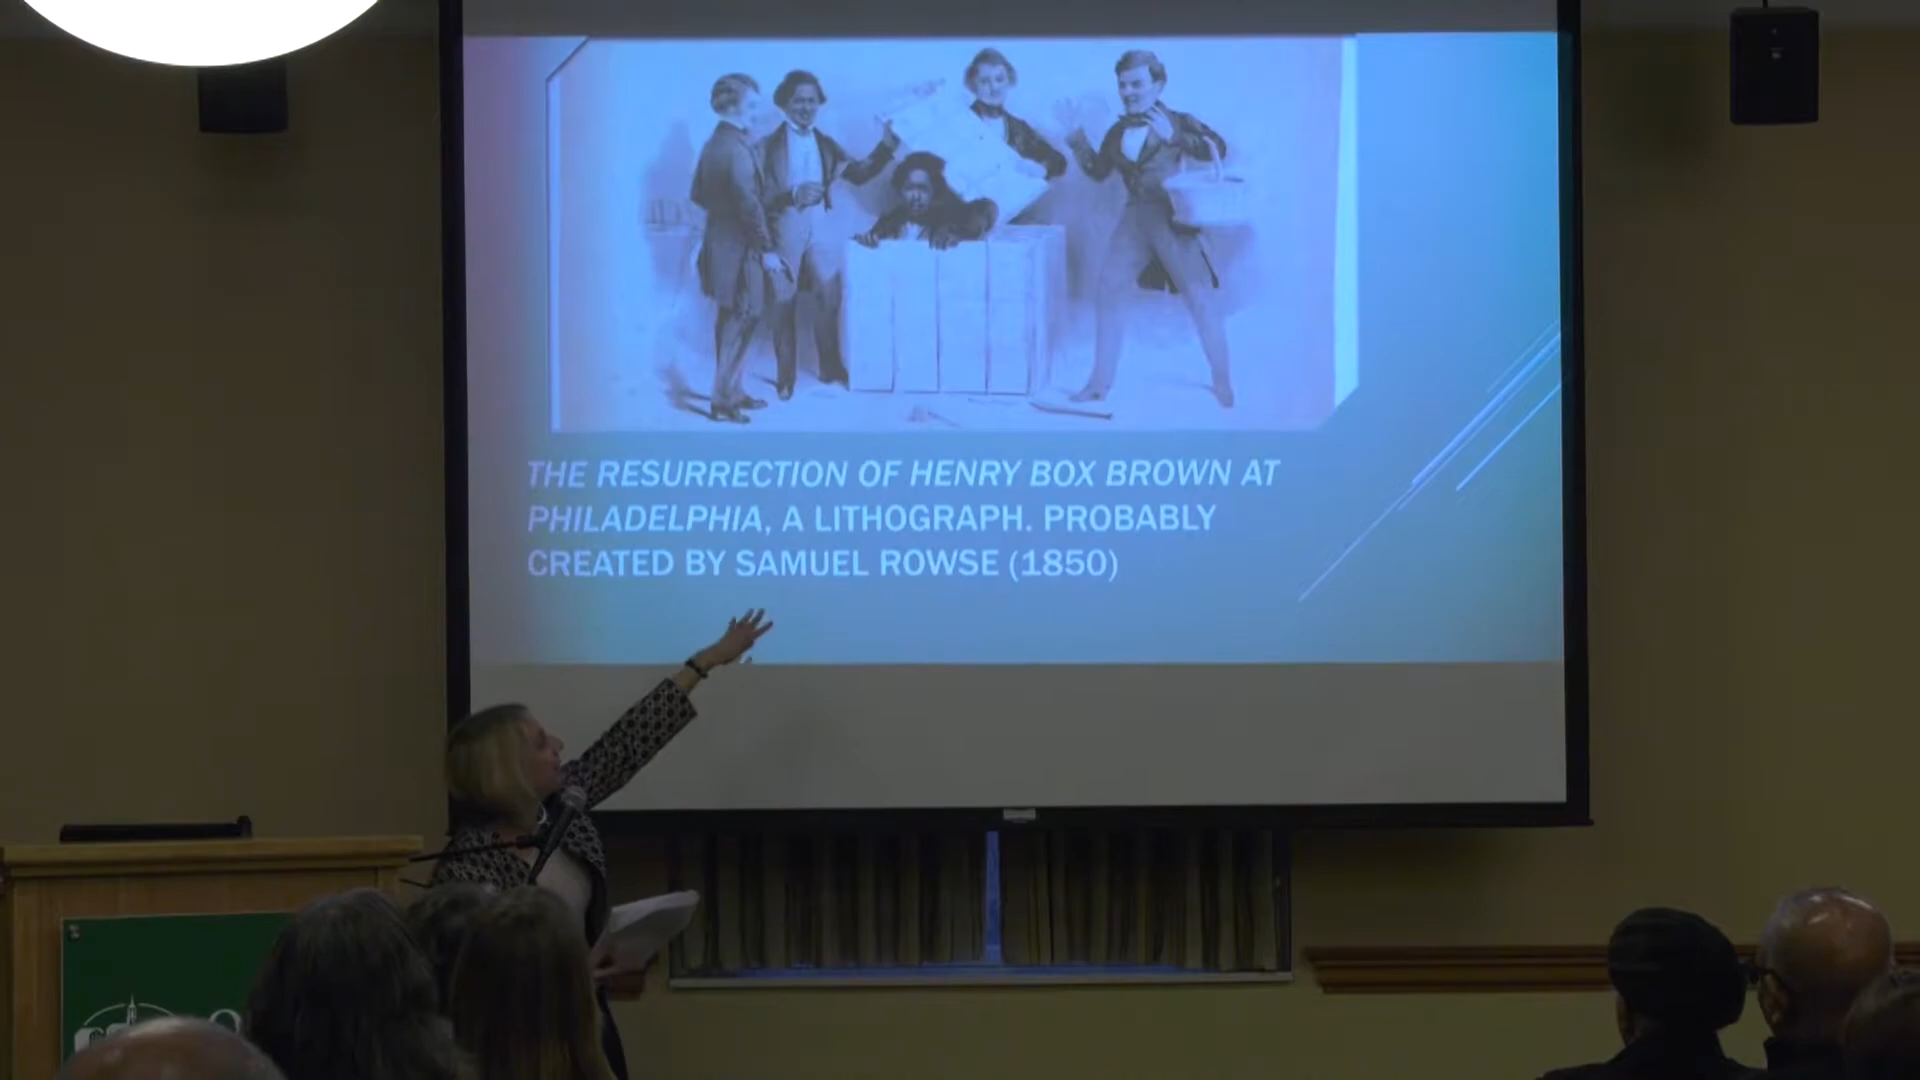 THE RESURRECTION OF HENRY BOX BROWN AT
PHILADELPHIA, A LITHOGRAPH. PROBABLY
CREATED BY SAMUEL ROWSE (1850)